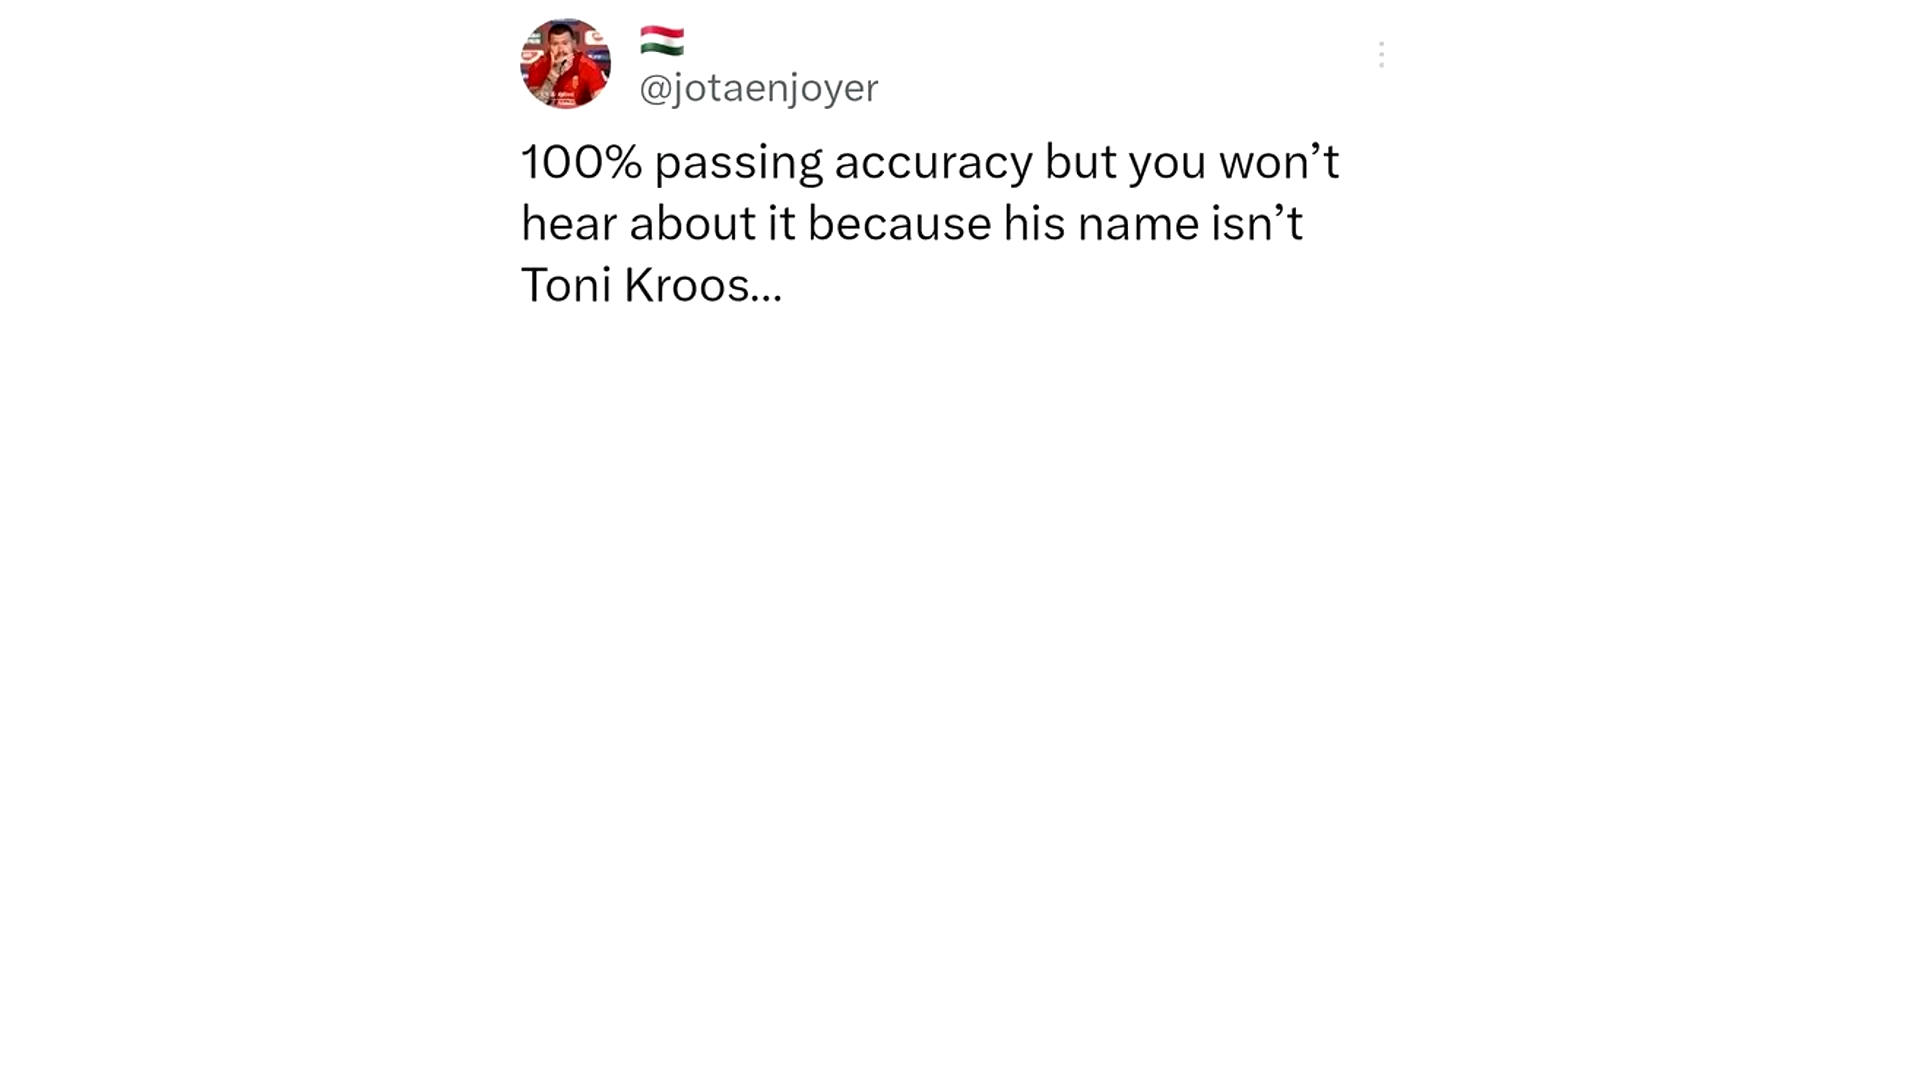 @jotaenjoyer
100% passing accuracy but you won’t
hear about it because his name isn’t
Toni Kroos...